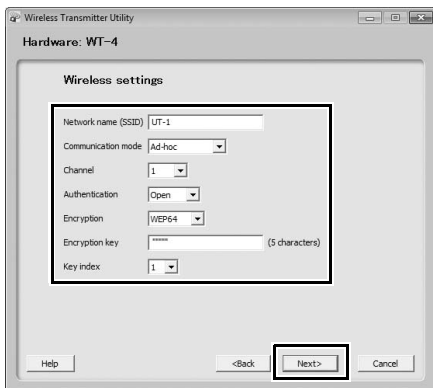 Wireless Transmitter Utility
Hardware: WT-4
Wireless settings
Network name (SSID) UT-1
Communication mode Ad-hoc
Channel 1
Authentication Open
Encryption WEP64
Encryption key ***** (5 characters)
Key index 1
Help <Back Next> Cancel